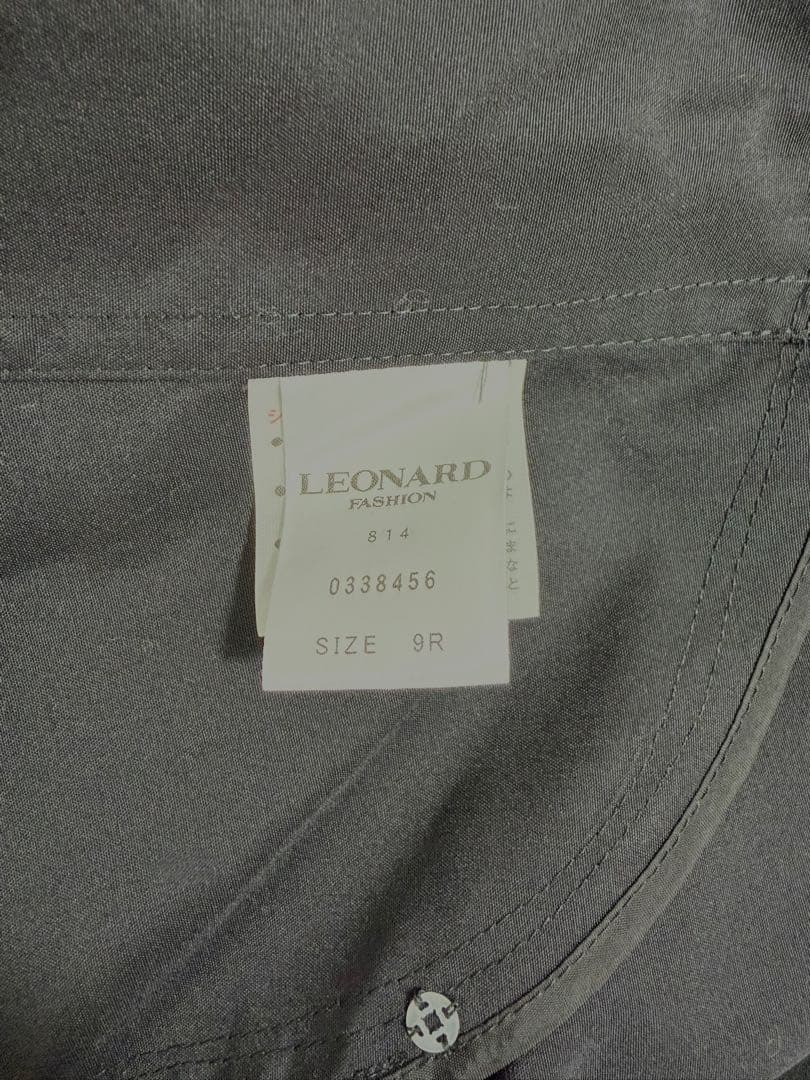 LEONARD
FASHION
814
0338456
SIZE 9R